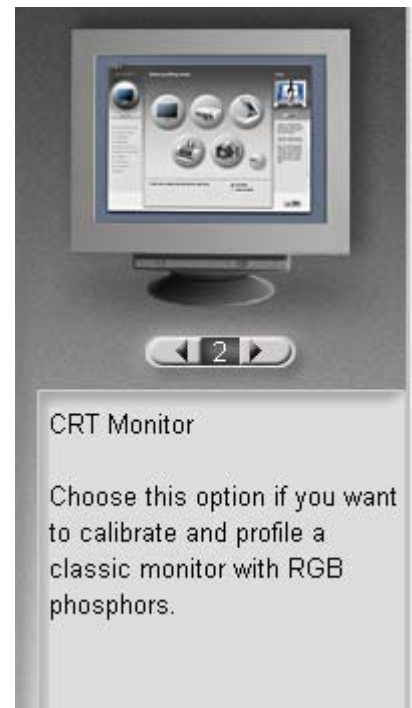 2
CRT Monitor
Choose this option if you want
to calibrate and profile a
classic monitor with RGB
phosphors.